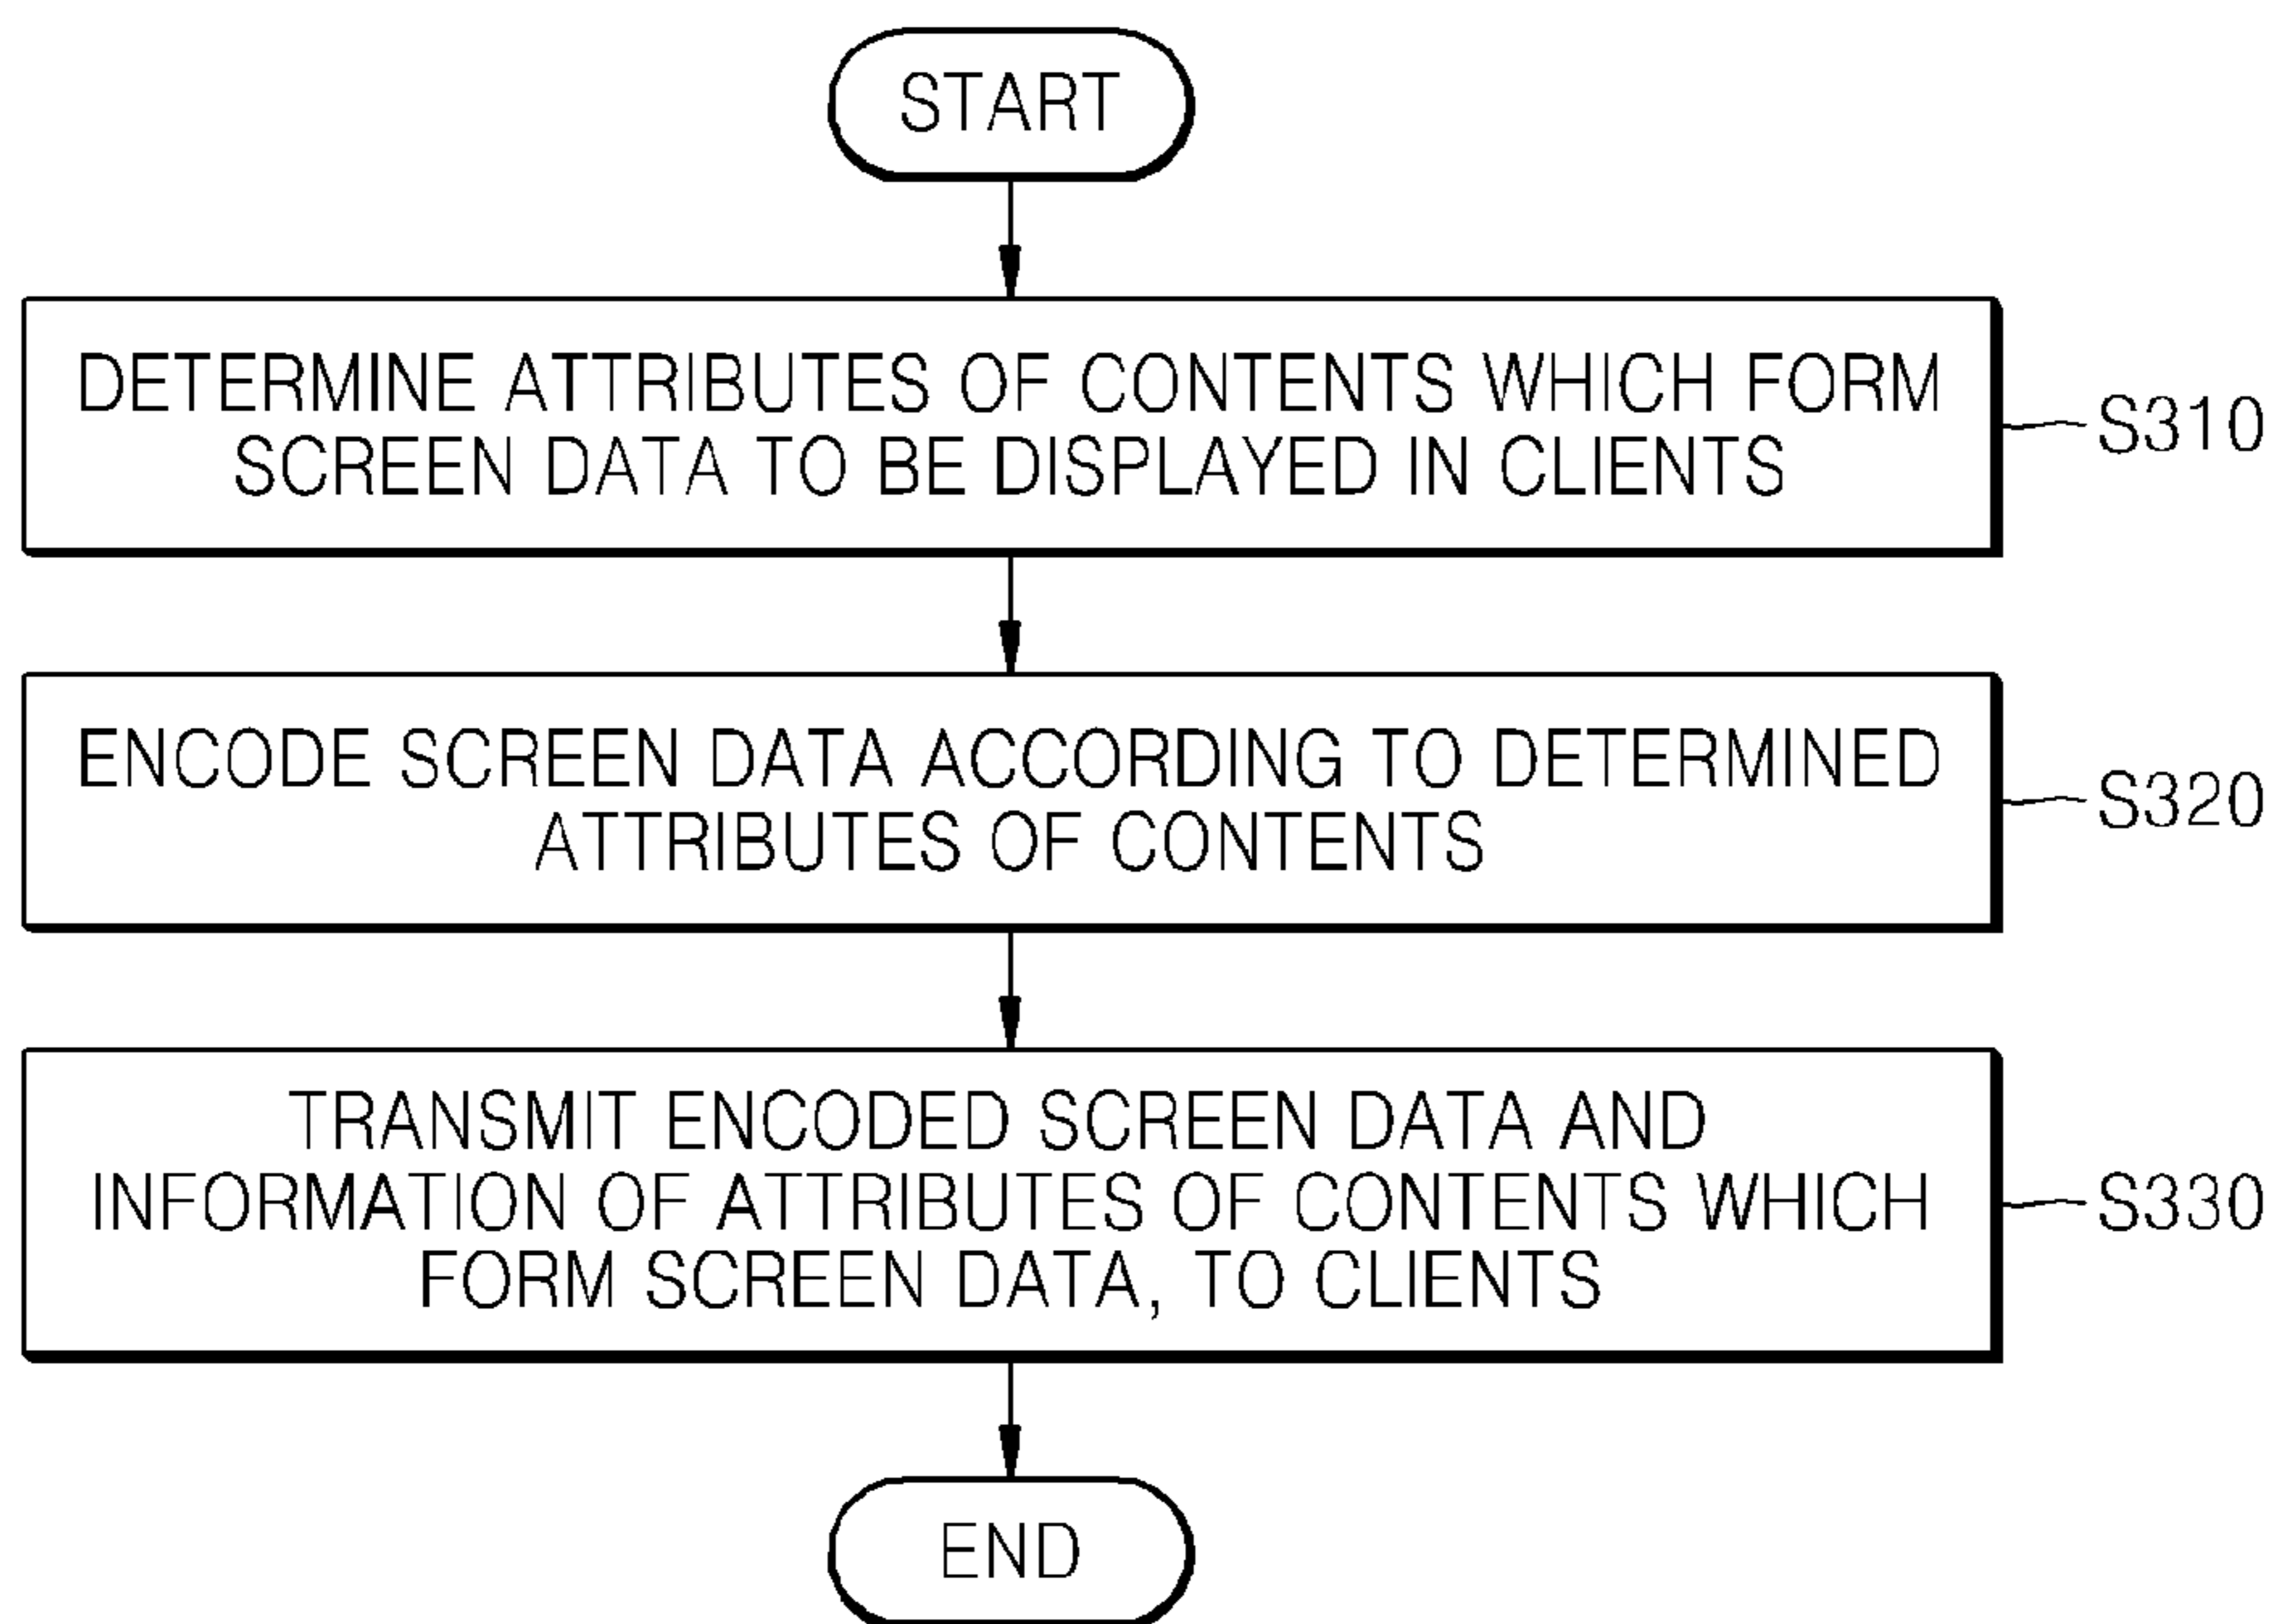 START
DETERMINE ATTRIBUTES OF CONTENTS WHICH FORM
SCREEN DATA TO BE DISPLAYED IN CLIENTS
S310
ENCODE SCREEN DATA ACCORDING TO DETERMINED
ATTRIBUTES OF CONTENTS
S320
TRANSMIT ENCODED SCREEN DATA AND
INFORMATION OF ATTRIBUTES OF CONTENTS WHICH
FORM SCREEN DATA, TO CLIENTS
S330
END